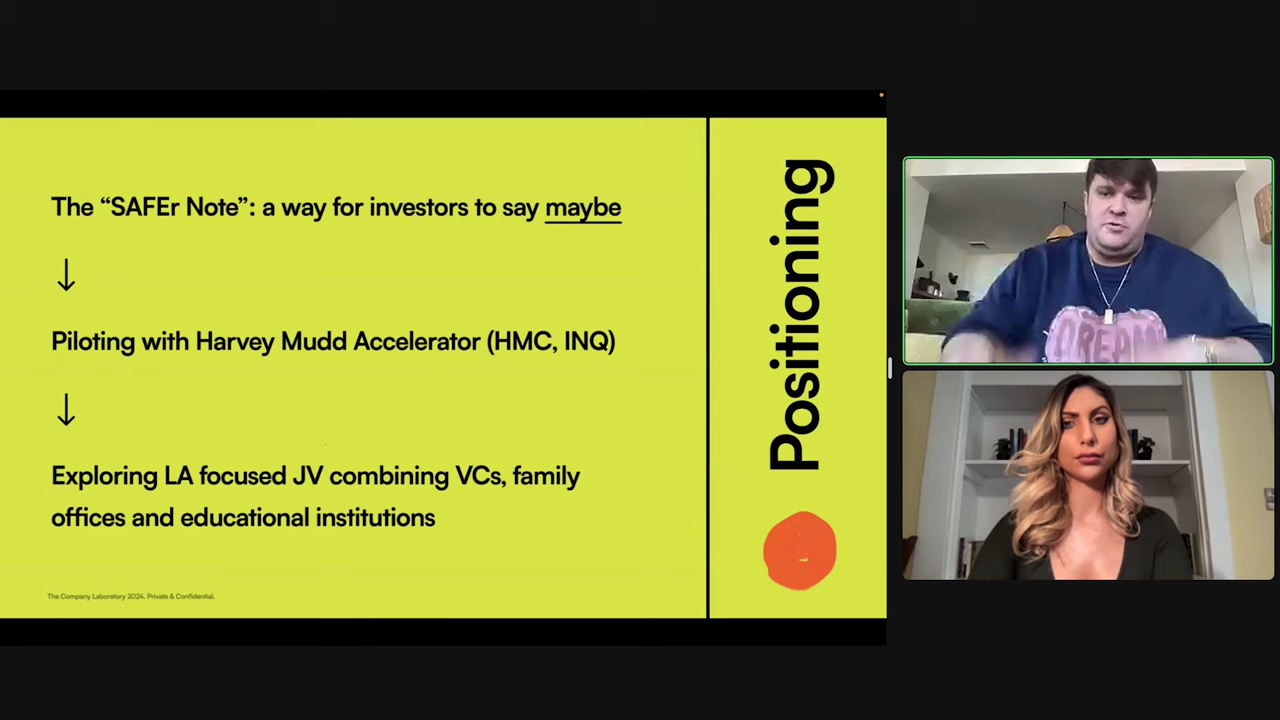 The “SAFEr Note”: a way for investors to say maybe
↓
Piloting with Harvey Mudd Accelerator (HMC, INQ)
↓
Exploring LA focused JV combining VCs, family
offices and educational institutions
The Company Laboratory 2024. Private & Confidential.
Positioning
DREAM